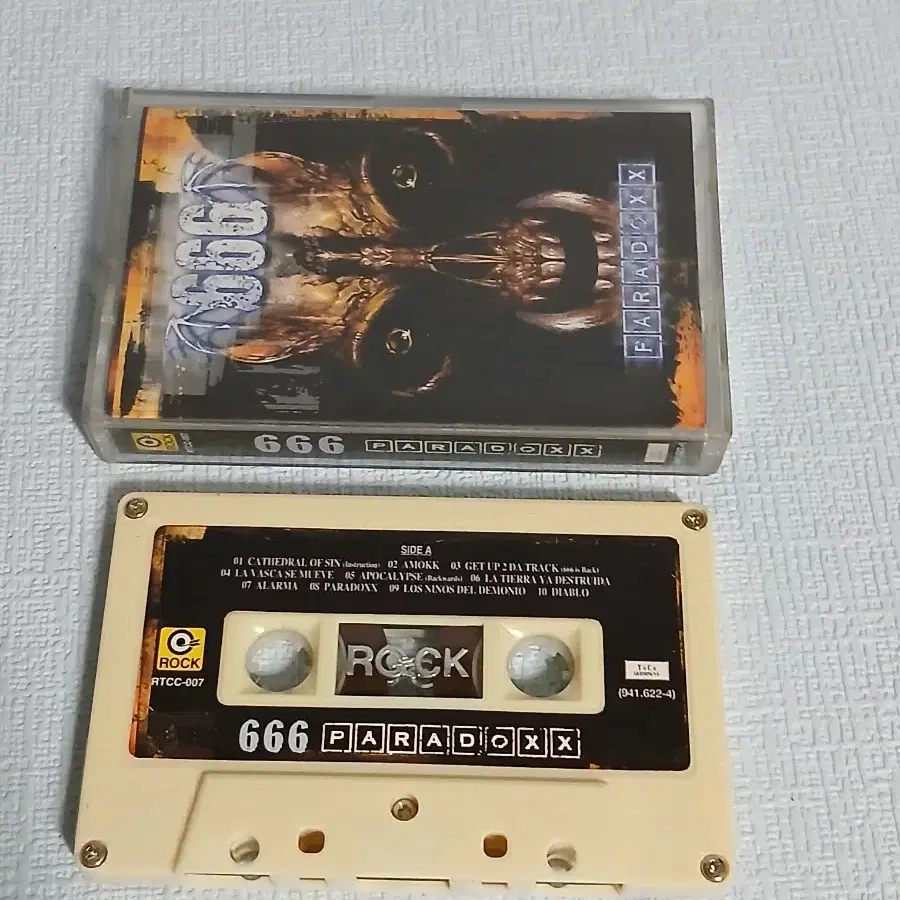 666
PARADOXX
ROCK
666 PARADOXX
SIDE A
01 CATHEDRAL OF SIN (Instruction) 02 AMOKK 03 GET UP 2 DA TRACK (666 is Back)
04 LA VASCA SE MUEVE 05 APOCALYPSE (Backwards) 06 LA TIERRA YA DESTRUIDA
07 ALARMA 08 PARADOXX 09 LOS NINOS DEL DEMONIO 10 DIABLO
ROCK
RTCC-007
ROCK
(941.622-4)
666 PARADOXX